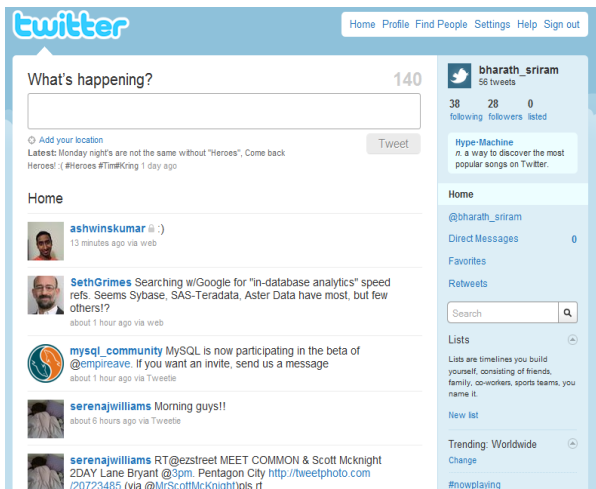 twitter
Home Profile Find People Settings Help Sign out
What's happening?
140
Add your location
Latest: Monday night's are not the same without "Heroes", Come back
Heroes! :( #Heroes #Tim#Kring 1 day ago
Tweet
Home
ashwinskumar :)
13 minutes ago via web
SethGrimes Searching w/Google for "in-database analytics" speed
refs. Seems Sybase, SAS-Teradata, Aster Data have most, but few
others!?
about 1 hour ago via web
mysql_community MySQL is now participating in the beta of
@empireave. If you want an invite, send us a message
about 1 hour ago via Tweetie
serenajwilliams Morning guys!!
about 6 hours ago via Tweetie
serenajwilliams RT@ezstreet MEET COMMON & Scott Mcknight
2DAY Lane Bryant @3pm. Pentagon City http://tweetphoto.com
/20723485 (via @MrScottMcKnight)pls rt
bharath_sriram
56 tweets
38 28 0
following followers listed
Hype·Machine
n. a way to discover the most
popular songs on Twitter.
Home
@bharath_sriram
Direct Messages 0
Favorites
Retweets
Search
Lists
Lists are timelines you build
yourself, consisting of friends,
family, co-workers, sports teams, you
name it.
New list
Trending: Worldwide
Change
#nowplaying